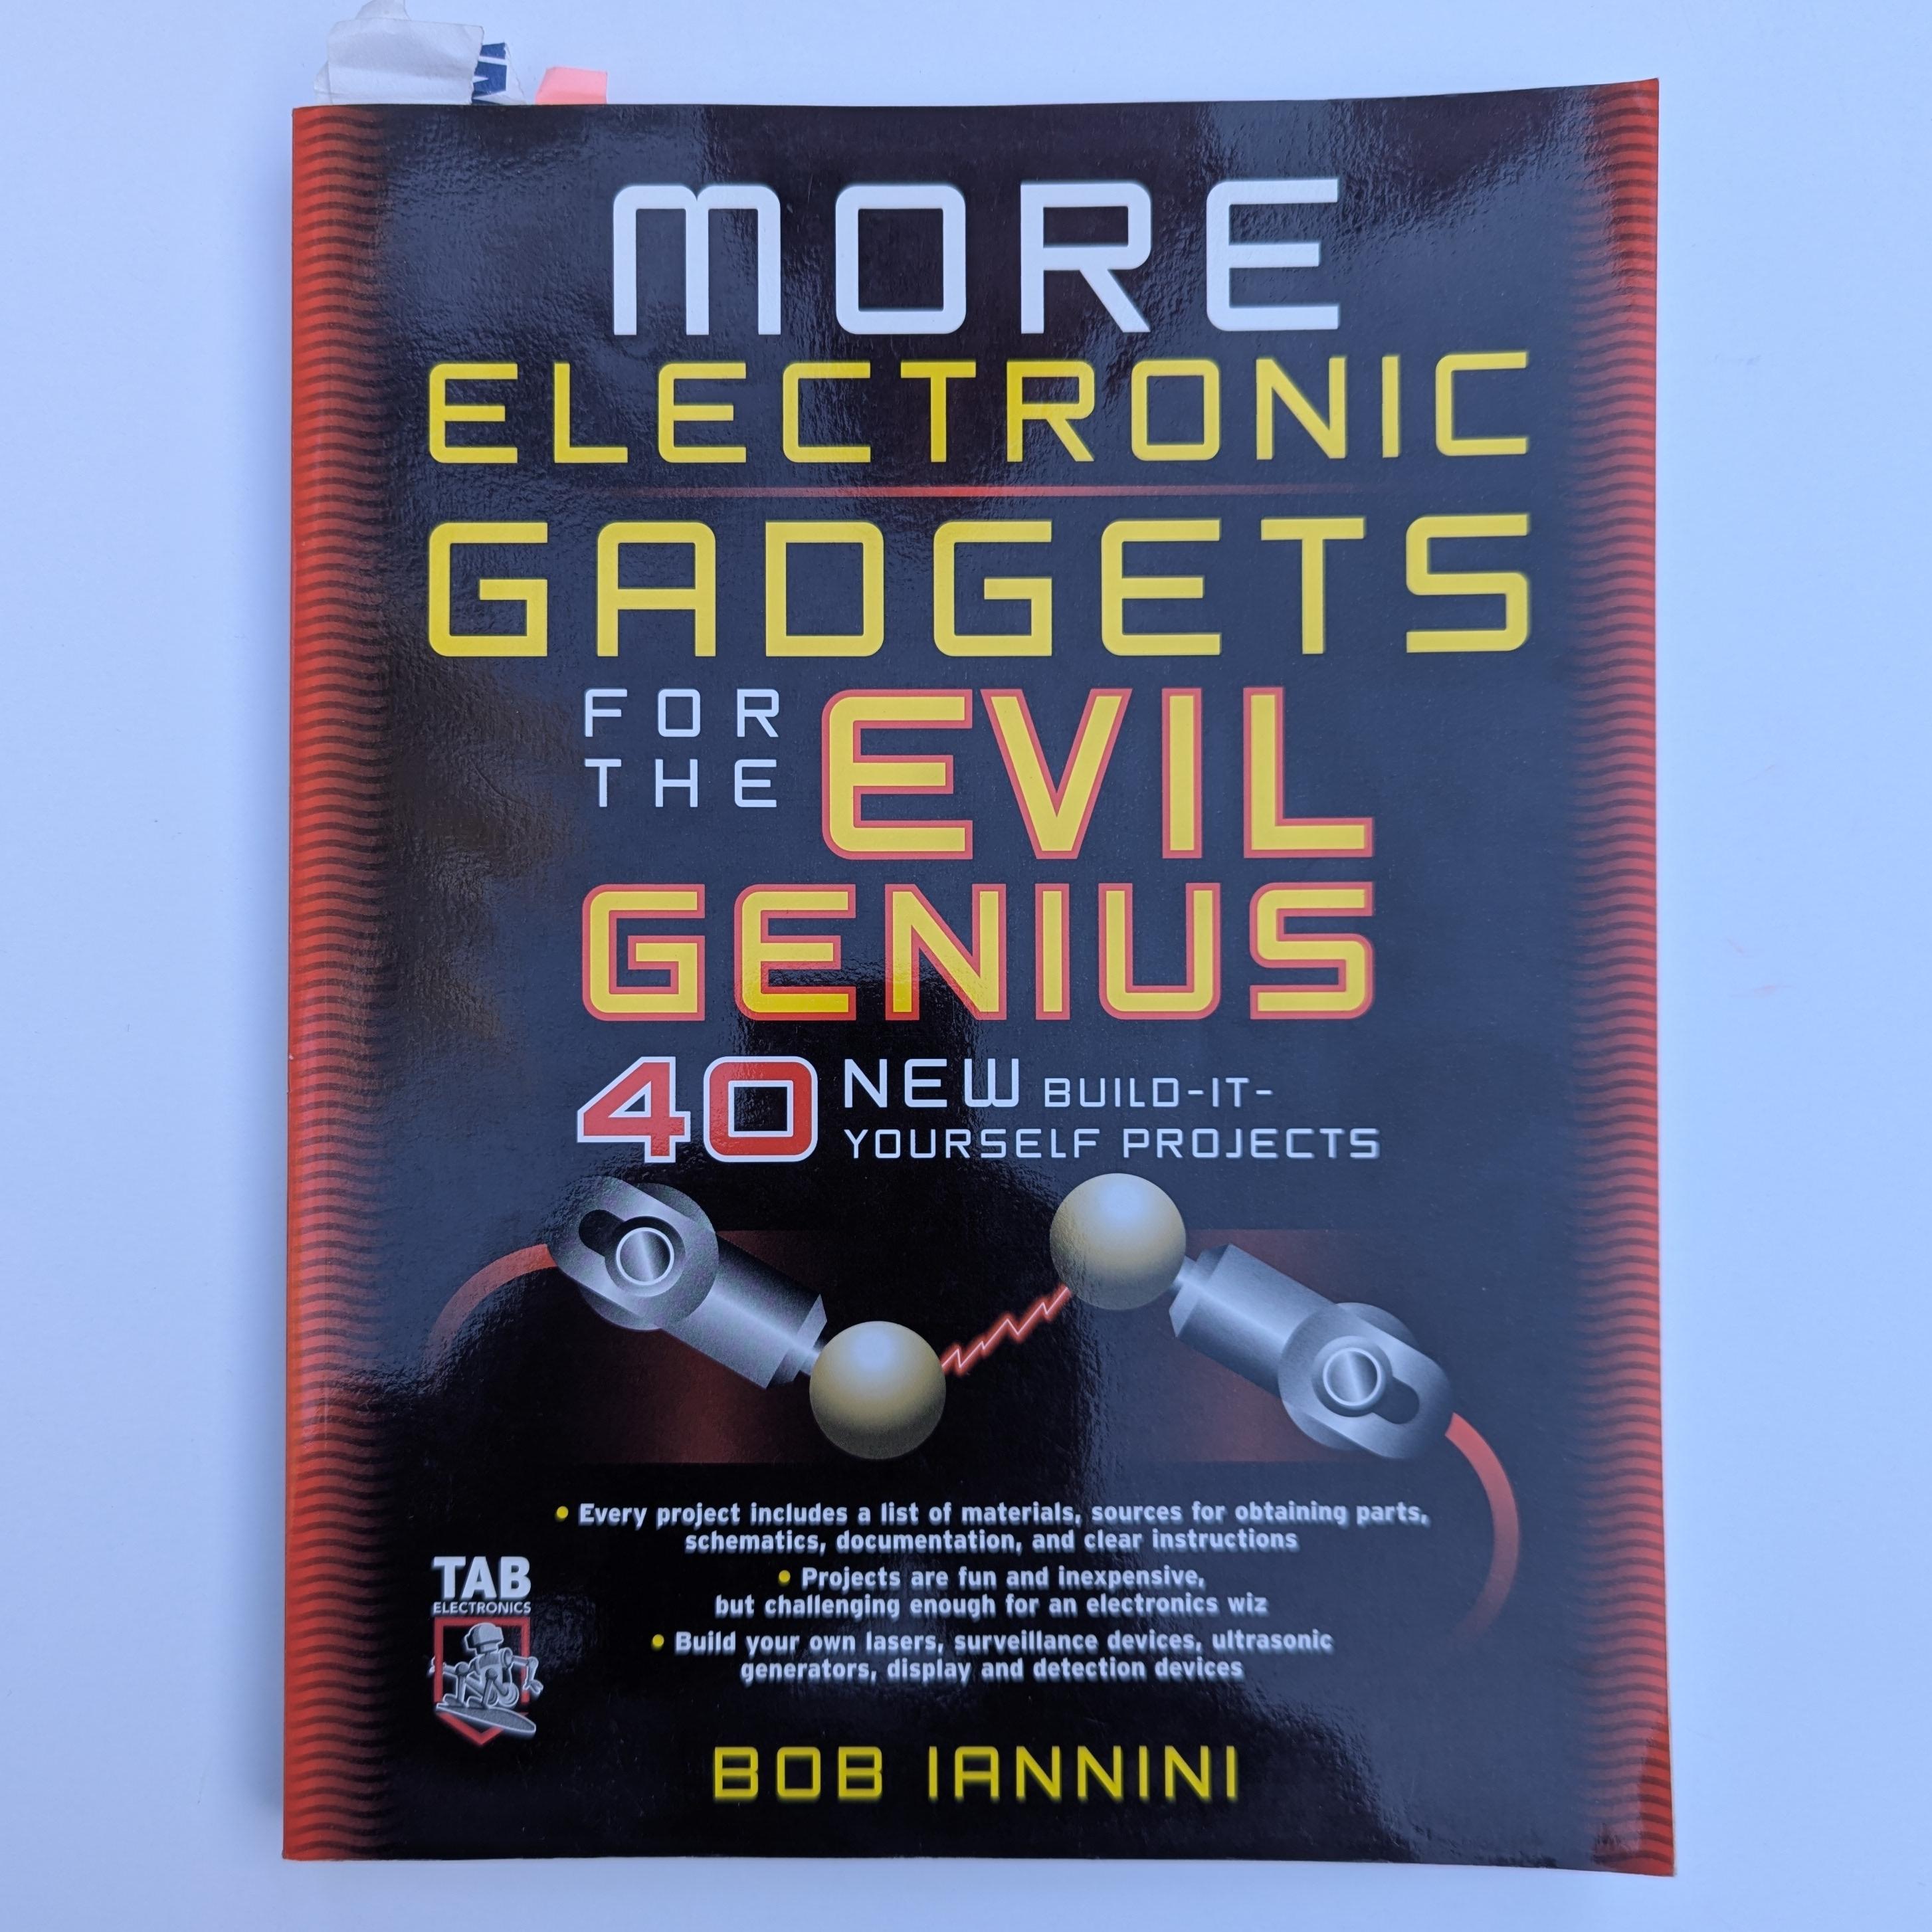 MORE
ELECTRONIC
GADGETS
FOR THE EVIL
GENIUS
40 NEW BUILD-IT-
YOURSELF PROJECTS
• Every project includes a list of materials, sources for obtaining parts,
schematics, documentation, and clear instructions
• Projects are fun and inexpensive,
but challenging enough for an electronics wiz
• Build your own lasers, surveillance devices, ultrasonic
generators, display and detection devices
TAB
ELECTRONICS
BOB IANNINI